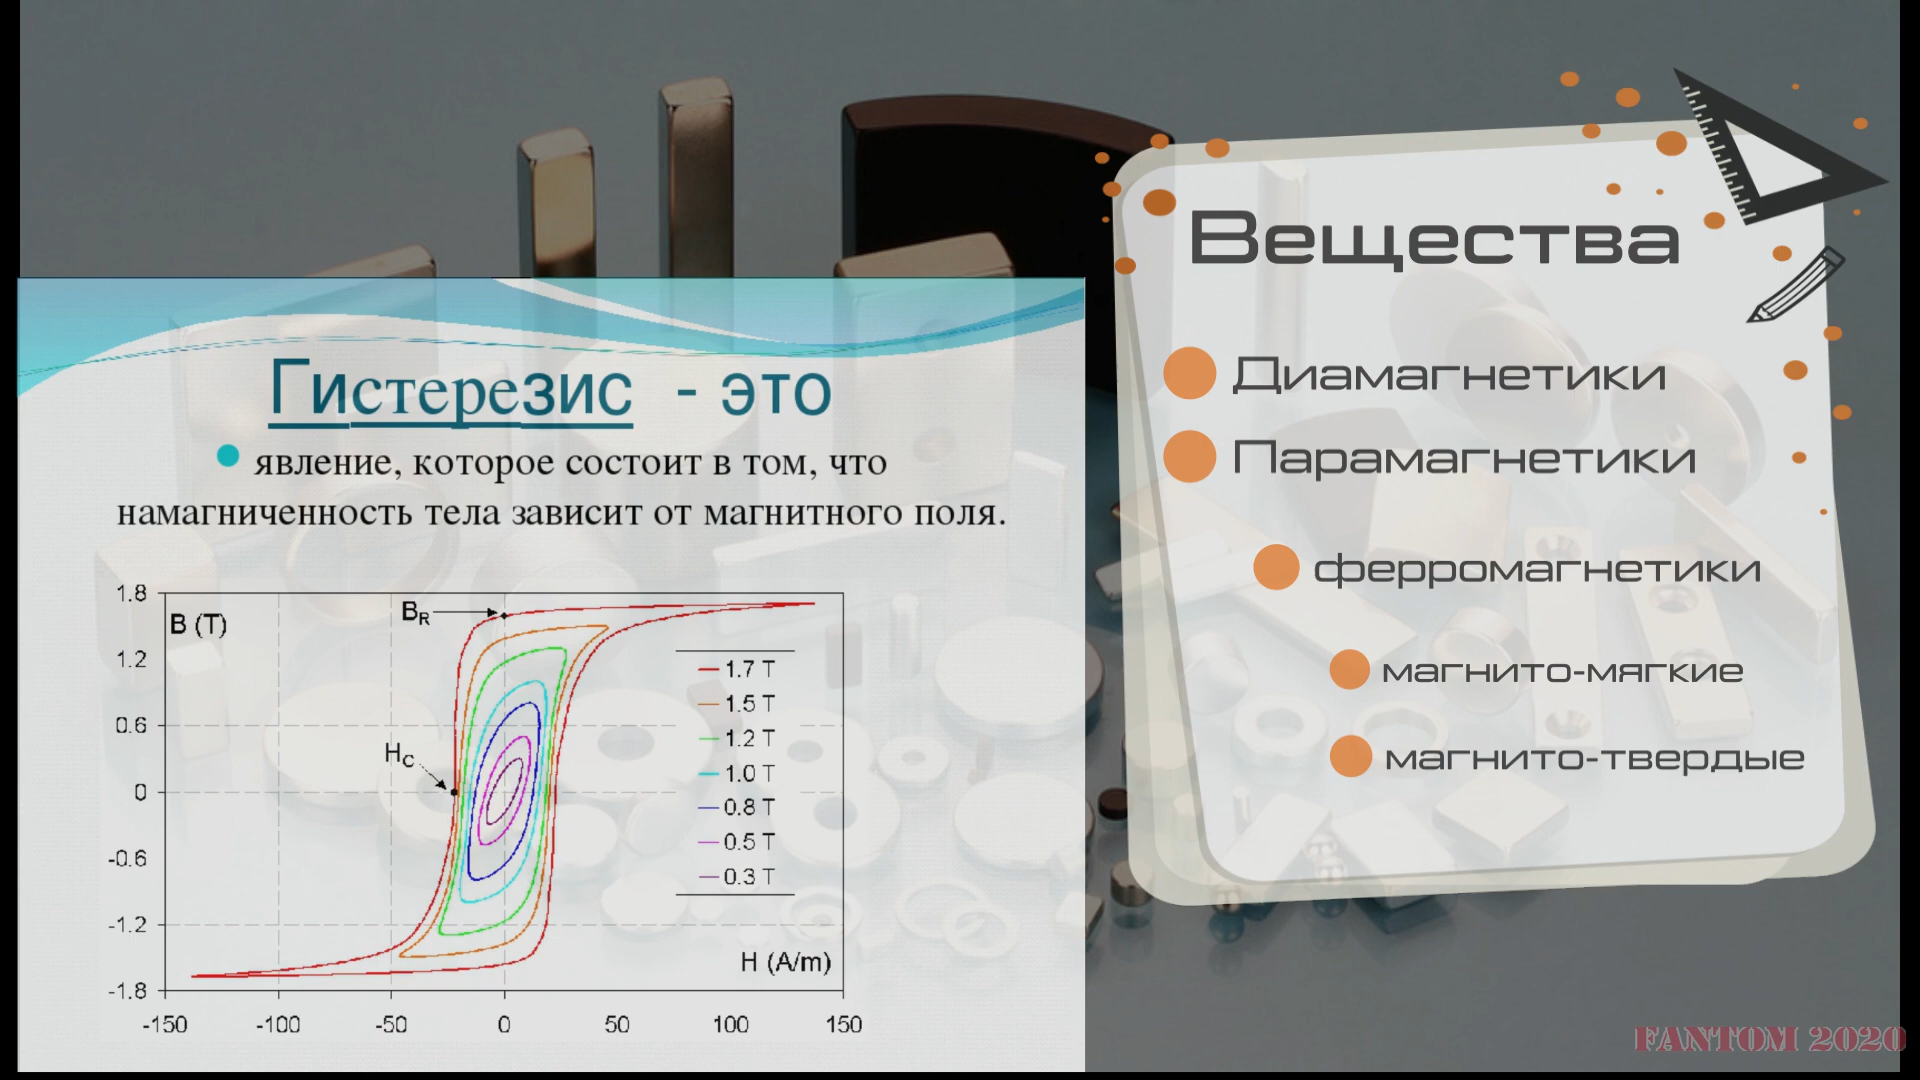 Гистерезис - это
явление, которое состоит в том, что
намагниченность тела зависит от магнитного поля.
1.8
1.2
0.6
0
-0.6
-1.2
-1.8
B (T)
BR
HC
1.7 T
1.5 T
1.2 T
1.0 T
0.8 T
0.5 T
0.3 T
H (A/m)
-150 -100 -50 0 50 100 150
Вещества
Диамагнетики
Парамагнетики
ферромагнетики
магнито-мягкие
магнито-твердые
FANTOM 2020